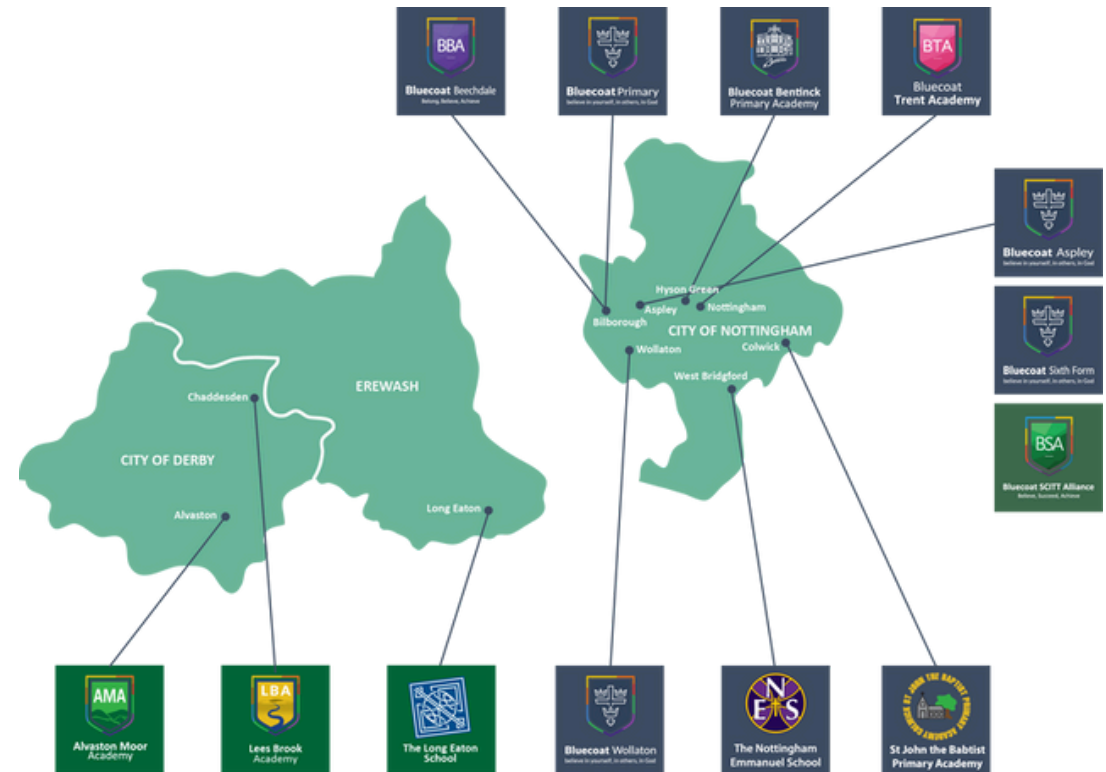 BBA
Bluecoat Beechdale
Belong, Believe, Achieve
Bluecoat Primary
believe in yourself, in others, in God
Bluecoat Bentinck
Primary Academy
BTA
Bluecoat
Trent Academy
Bluecoat Aspley
believe in yourself, in others, in God
Bluecoat Sixth Form
believe in yourself, in others, in God
BSA
Bluecoat SCITT Alliance
Believe, Succeed, Achieve
Hyson Green
Aspley
Nottingham
Bilborough
CITY OF NOTTINGHAM
Wollaton
Colwick
West Bridgford
EREWASH
Chaddesden
CITY OF DERBY
Long Eaton
Alvaston
AMA
Alvaston Moor
Academy
LBA
Lees Brook
Academy
The Long Eaton
School
Bluecoat Wollaton
believe in yourself, in others, in God
N
E S
The Nottingham
Emmanuel School
COLWICK ST JOHN THE BAPTIST PRIMARY ACADEMY
St John the Babtist
Primary Academy